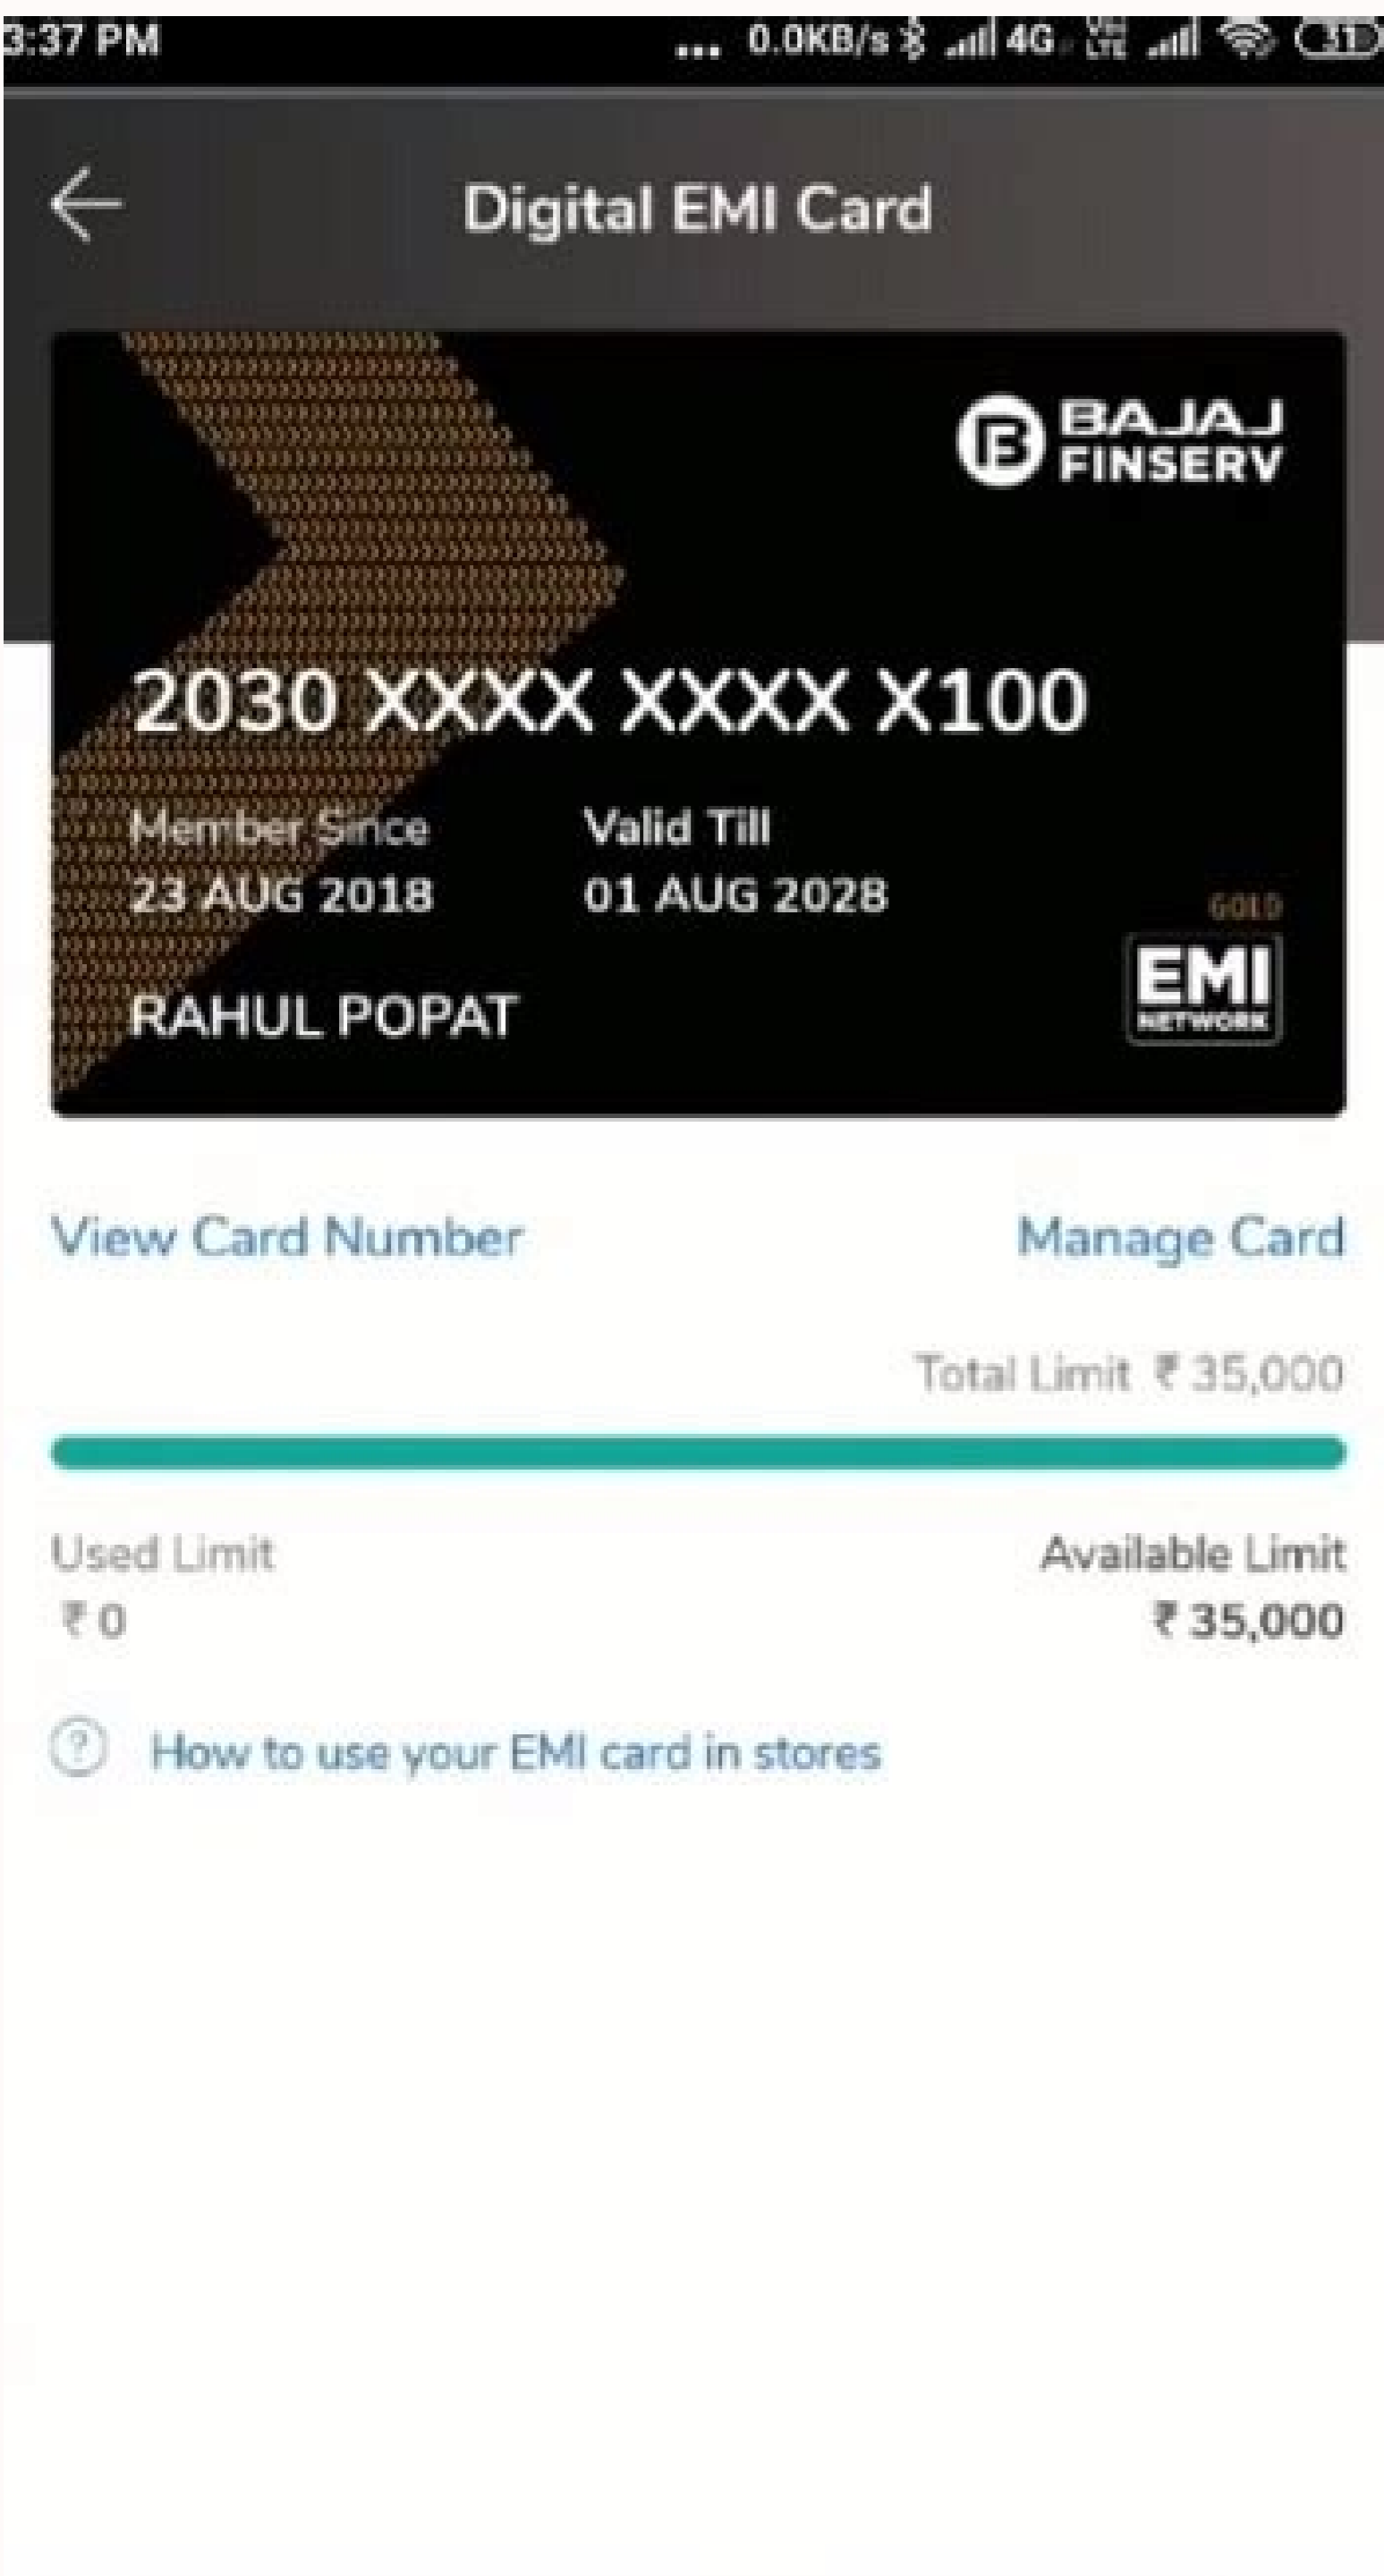 3:37 PM ... 0.0KB/s 4G LTE 31
Digital EMI Card
BAJAJ
FINSERV
2030 XXXX XXXX X100
Member Since Valid Till
23 AUG 2018 01 AUG 2028
GOLD
EMI
NETWORK
RAHUL POPAT
View Card Number Manage Card
Total Limit ₹ 35,000
Used Limit Available Limit
₹ 0 ₹ 35,000
? How to use your EMI card in stores